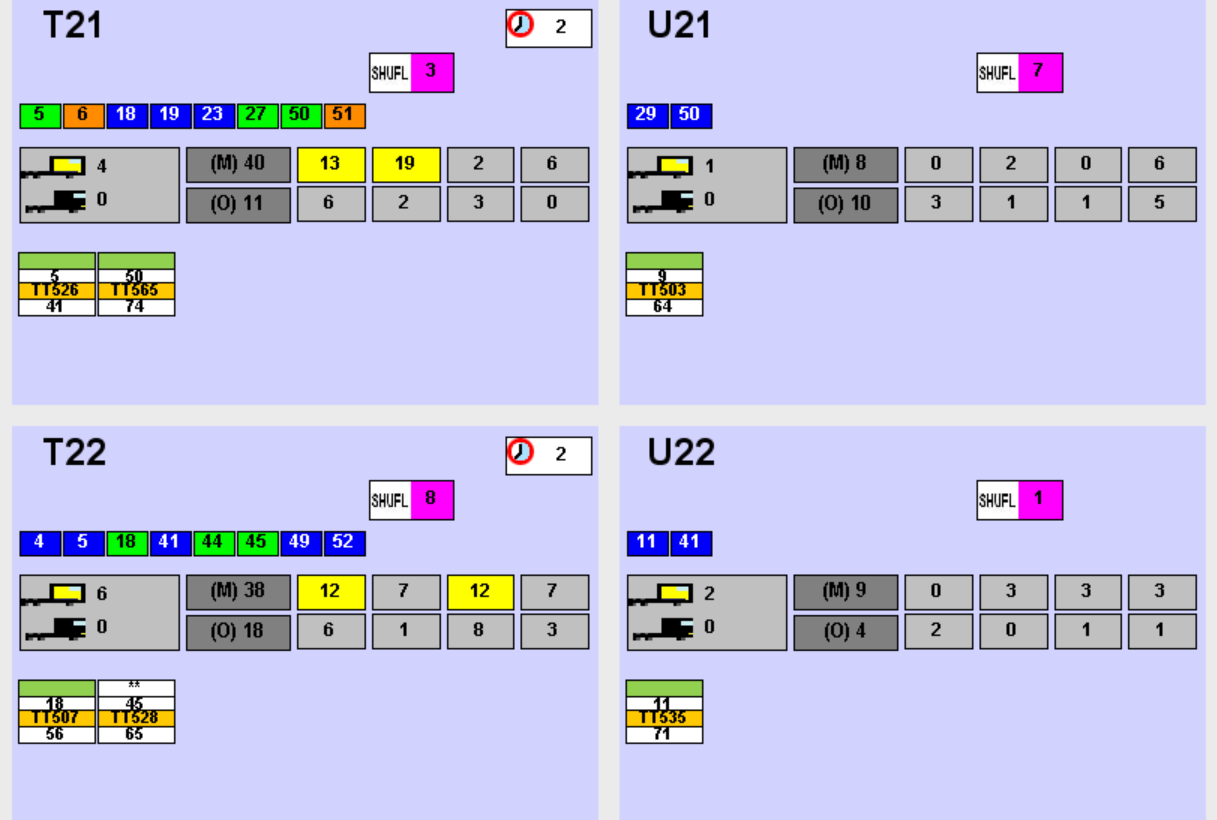 T21
2
SHUFL 3
5 6 18 19 23 27 50 51
4 (M) 40 13 19 2 6
0 (O) 11 6 2 3 0
5 50
TT526 TT565
41 74
U21
SHUFL 7
29 50
1 (M) 8 0 2 0 6
0 (O) 10 3 1 1 5
9
TT503
64
T22
2
SHUFL 8
4 5 18 41 44 45 49 52
6 (M) 38 12 7 12 7
0 (O) 18 6 1 8 3
**
18 45
TT507 TT528
56 65
U22
SHUFL 1
11 41
2 (M) 9 0 3 3 3
0 (O) 4 2 0 1 1
11
TT535
71